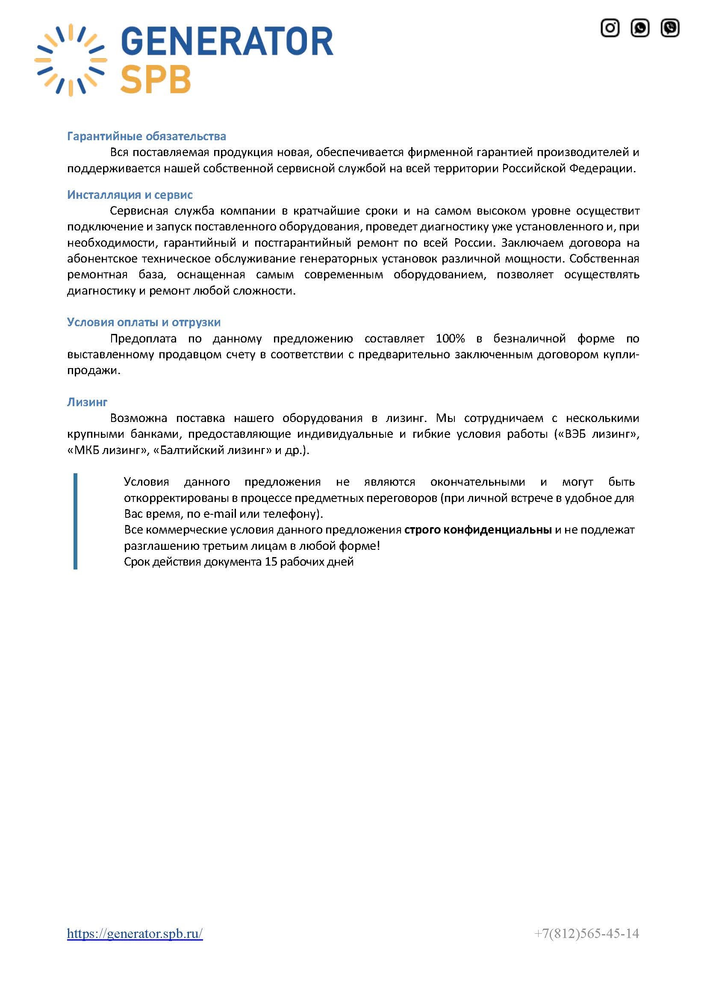 GENERATOR
SPB
Гарантийные обязательства
Вся поставляемая продукция новая, обеспечивается фирменной гарантией производителей и
поддерживается нашей собственной сервисной службой на всей территории Российской Федерации.
Инсталляция и сервис
Сервисная служба компании в кратчайшие сроки и на самом высоком уровне осуществит
подключение и запуск поставленного оборудования, проведет диагностику уже установленного и, при
необходимости, гарантийный и постгарантийный ремонт по всей России. Заключаем договора на
абонентское техническое обслуживание генераторных установок различной мощности. Собственная
ремонтная база, оснащенная самым современным оборудованием, позволяет осуществлять
диагностику и ремонт любой сложности.
Условия оплаты и отгрузки
Предоплата по данному предложению составляет 100% в безналичной форме по
выставленному продавцом счету в соответствии с предварительно заключенным договором купли-
продажи.
Лизинг
Возможна поставка нашего оборудования в лизинг. Мы сотрудничаем с несколькими
крупными банками, предоставляющие индивидуальные и гибкие условия работы («ВЭБ лизинг»,
«МКБ лизинг», «Балтийский лизинг» и др.).
Условия данного предложения не являются окончательными и могут быть
откорректированы в процессе предметных переговоров (при личной встрече в удобное для
Вас время, по e-mail или телефону).
Все коммерческие условия данного предложения строго конфиденциальны и не подлежат
разглашению третьим лицам в любой форме!
Срок действия документа 15 рабочих дней
https://generator.spb.ru/
+7(812)565-45-14